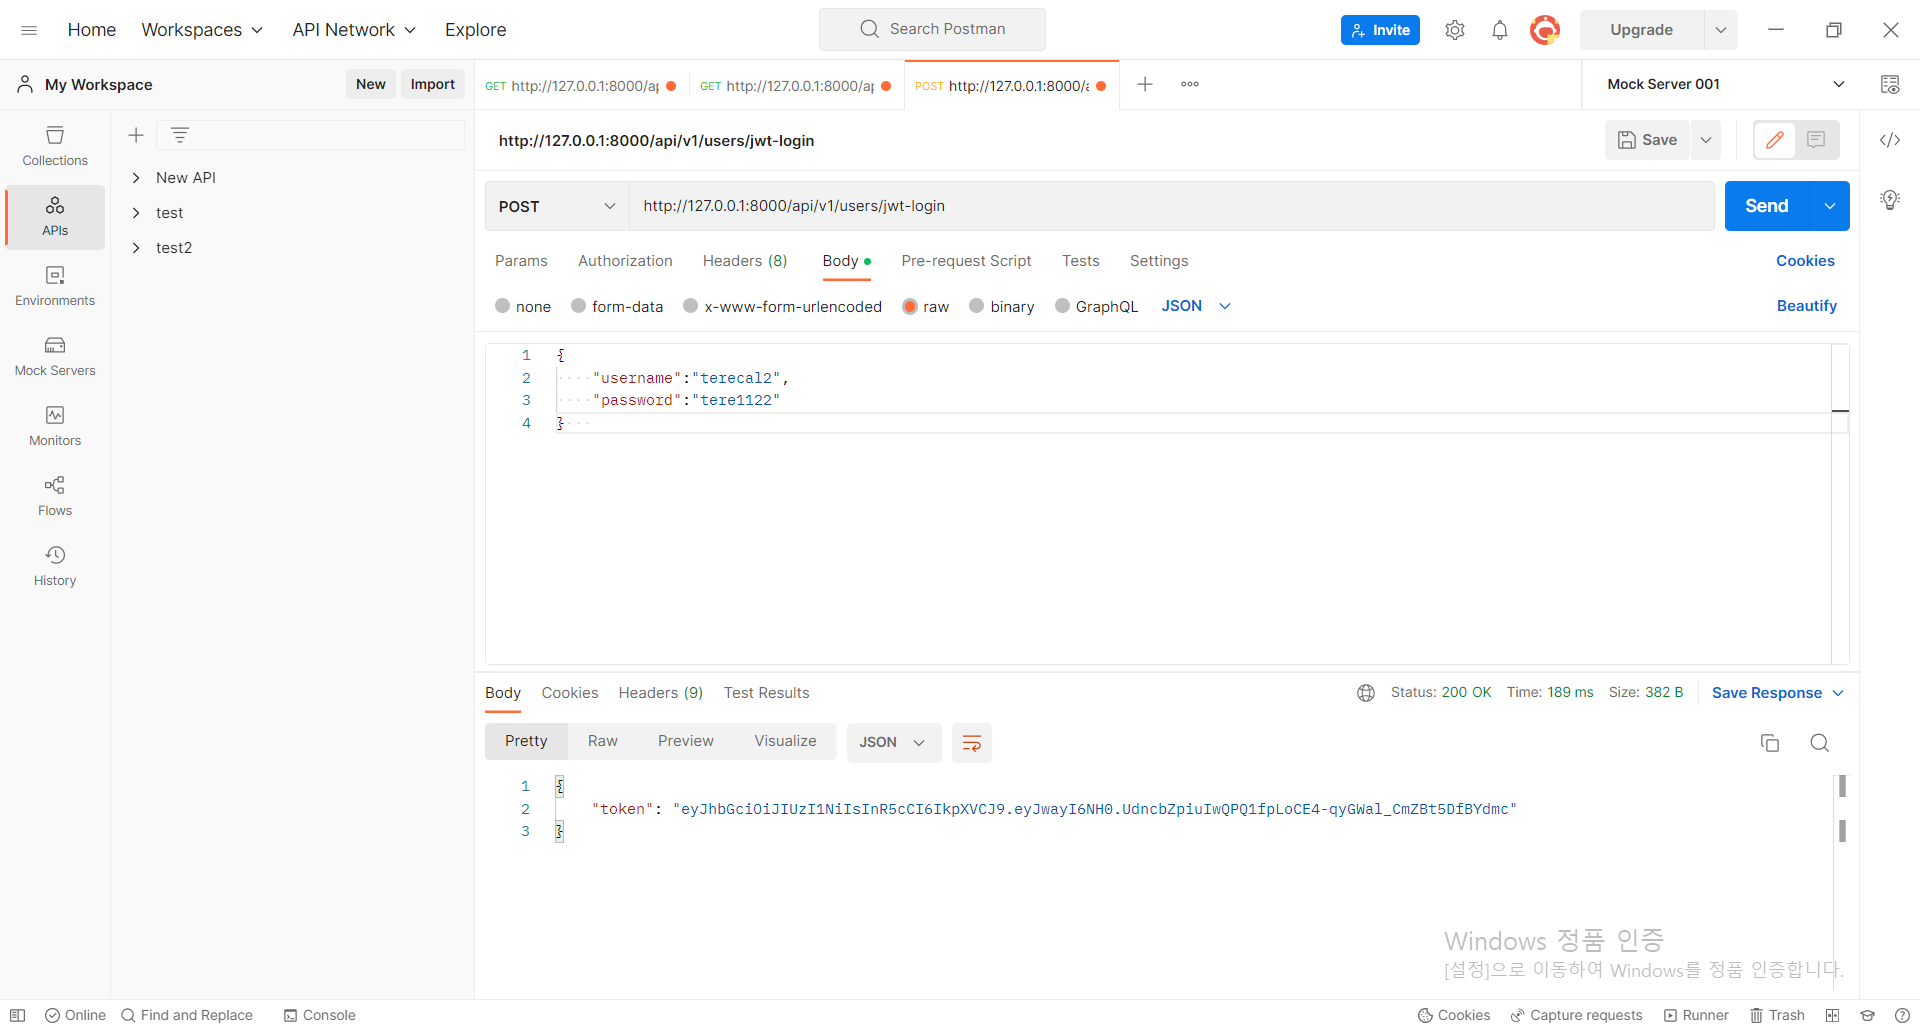 Home Workspaces API Network Explore Search Postman Invite Upgrade
My Workspace New Import GET http://127.0.0.1:8000/ap GET http://127.0.0.1:8000/ap POST http://127.0.0.1:8000/a Mock Server 001
http://127.0.0.1:8000/api/v1/users/jwt-login Save
Collections
New API
test
test2
APIs
Environments
Mock Servers
Monitors
Flows
History
POST http://127.0.0.1:8000/api/v1/users/jwt-login Send
Params Authorization Headers (8) Body Pre-request Script Tests Settings Cookies
none form-data x-www-form-urlencoded raw binary GraphQL JSON Beautify
1 {
2 ····"username":"terecal2",
3 ····"password":"tere1122"
4 }····
Body Cookies Headers (9) Test Results Status: 200 OK Time: 189 ms Size: 382 B Save Response
Pretty Raw Preview Visualize JSON
1 {
2 "token": "eyJhbGciOiJIUzI1NiIsInR5cCI6IkpXVCJ9.eyJwayI6NH0.UdncbZpiuIwQPQ1fpLoCE4-qyGWal_CmZBt5DfBYdmc"
3 }
Windows 정품 인증
[설정]으로 이동하여 Windows를 정품 인증합니다.
Online Find and Replace Console Cookies Capture requests Runner Trash